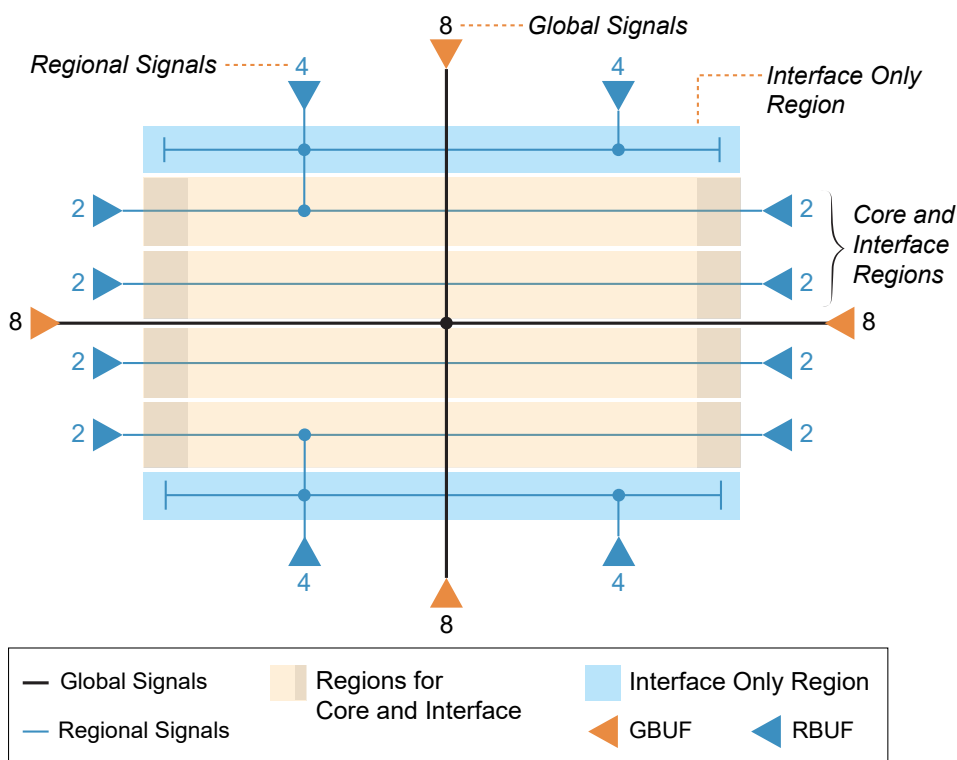 8
Global Signals
Regional Signals
4
4
Interface Only
Region
2
2
Core and
Interface
Regions
2
2
8
8
2
2
2
2
4
4
8
Global Signals
Regions for
Core and Interface
Interface Only Region
Regional Signals
GBUF
RBUF